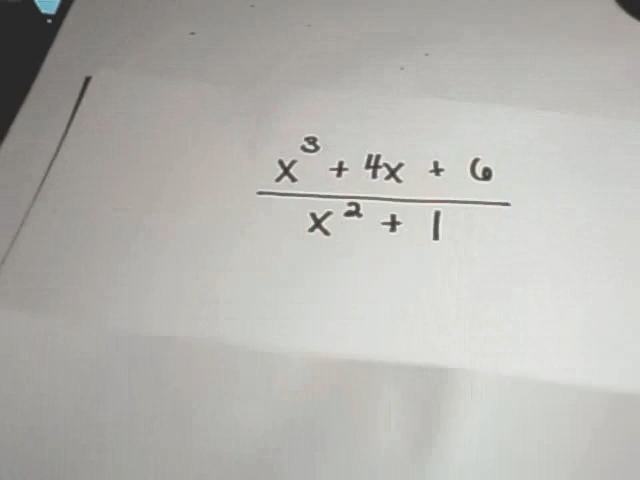 x³ + 4x + 6
x² + 1